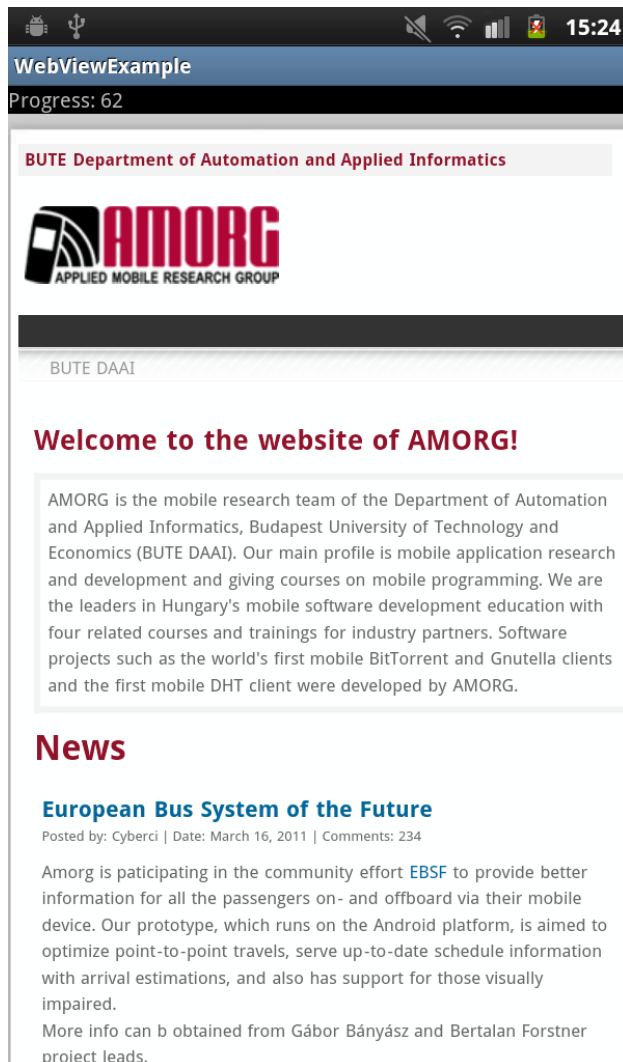 15:24
WebViewExample
Progress: 62
BUTE Department of Automation and Applied Informatics
AMORG
APPLIED MOBILE RESEARCH GROUP
BUTE DAAI
Welcome to the website of AMORG!
AMORG is the mobile research team of the Department of Automation
and Applied Informatics, Budapest University of Technology and
Economics (BUTE DAAI). Our main profile is mobile application research
and development and giving courses on mobile programming. We are
the leaders in Hungary's mobile software development education with
four related courses and trainings for industry partners. Software
projects such as the world's first mobile BitTorrent and Gnutella clients
and the first mobile DHT client were developed by AMORG.
News
European Bus System of the Future
Posted by: Cyberci | Date: March 16, 2011 | Comments: 234
Amorg is paticipating in the community effort EBSF to provide better
information for all the passengers on- and offboard via their mobile
device. Our prototype, which runs on the Android platform, is aimed to
optimize point-to-point travels, serve up-to-date schedule information
with arrival estimations, and also has support for those visually
impaired.
More info can b obtained from Gábor Bányász and Bertalan Forstner
project leads.